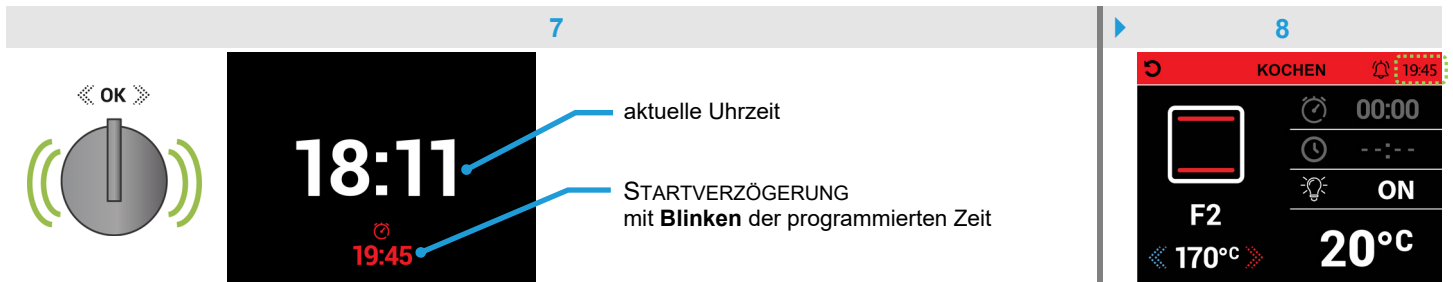 7
8
OK
18:11
19:45
aktuelle Uhrzeit
STARTVERZÖGERUNG
mit Blinken der programmierten Zeit
KOCHEN 19:45
00:00
--:--
ON
F2
170°C
20°C